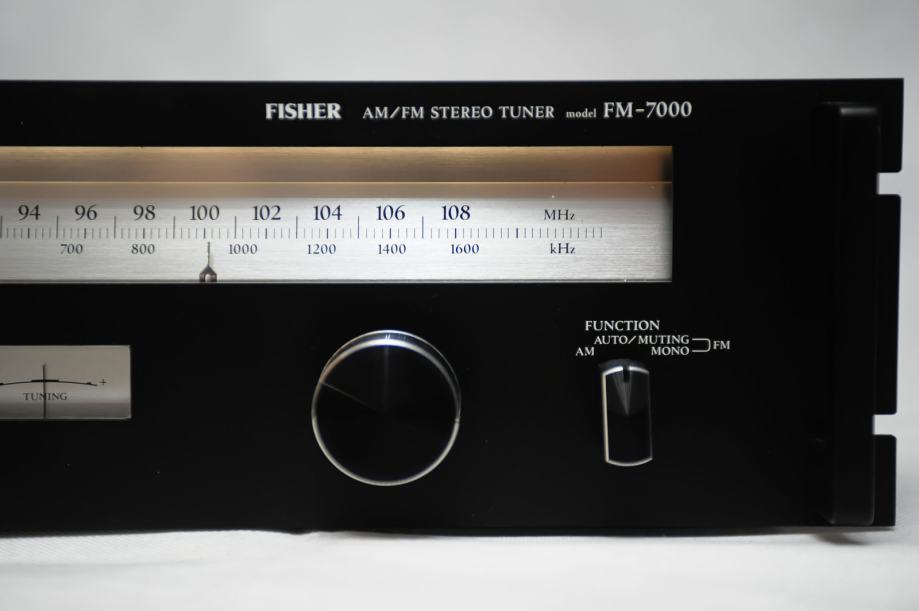 FISHER AM/FM STEREO TUNER model FM-7000
94 96 98 100 102 104 106 108 MHz
700 800 1000 1200 1400 1600 kHz
FUNCTION
AUTO/MUTING
AM MONO FM
+
TUNING